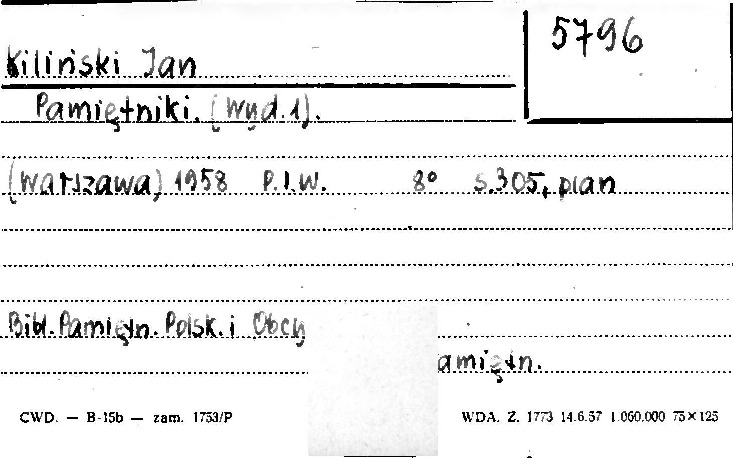 5796
Kiliński Jan
Pamiętniki. (Wyd. 1).
(Warszawa) 1958 P.I.W. 8° s. 305, plan
Bibl. Pamiętn. Polsk. i Obcy
amiętn.
CWD. — B-15b — zam. 1753/P
WDA. Z. 1773 14.6.57 1.060.000 75×125